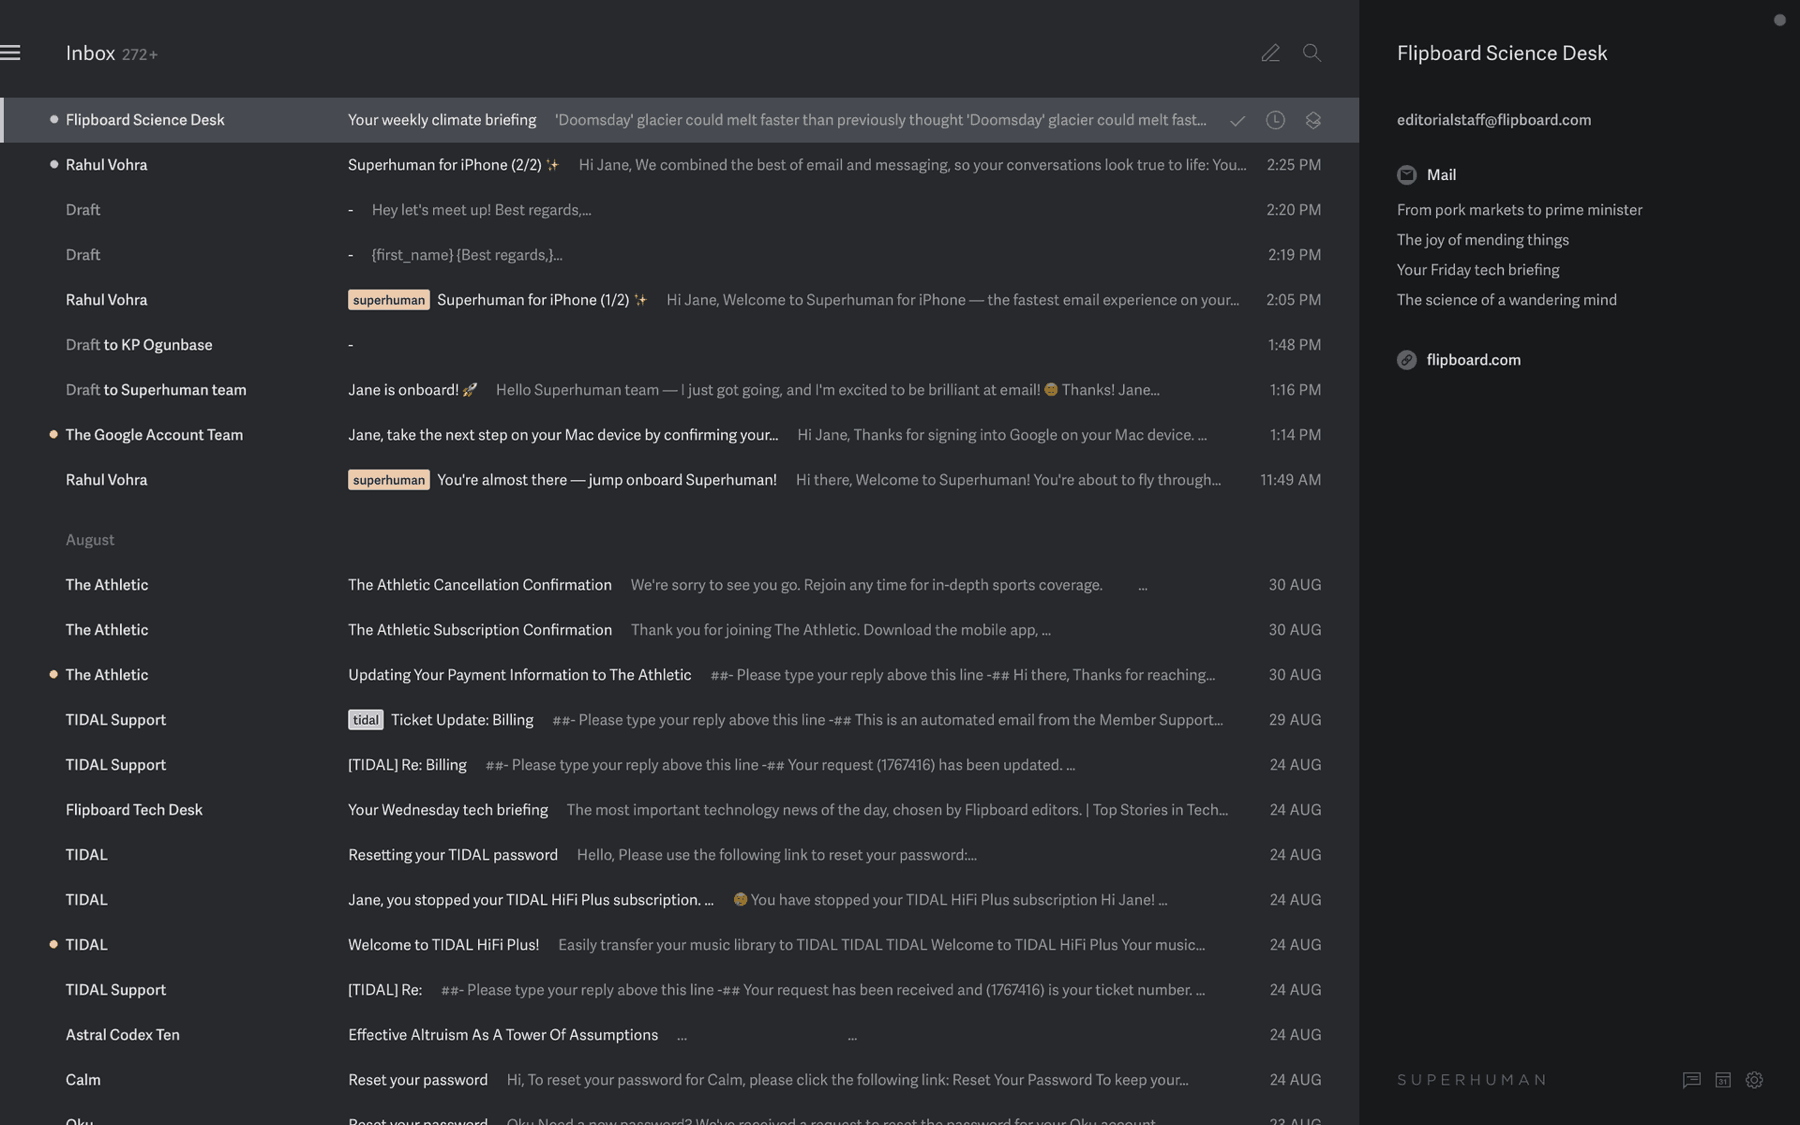 Inbox 272+
Flipboard Science Desk Your weekly climate briefing 'Doomsday' glacier could melt faster than previously thought 'Doomsday' glacier could melt fast...
Rahul Vohra Superhuman for iPhone (2/2) ✨ Hi Jane, We combined the best of email and messaging, so your conversations look true to life: You... 2:25 PM
Draft - Hey let's meet up! Best regards,... 2:20 PM
Draft - {first_name} {Best regards,}... 2:19 PM
Rahul Vohra superhuman Superhuman for iPhone (1/2) ✨ Hi Jane, Welcome to Superhuman for iPhone — the fastest email experience on your... 2:05 PM
Draft to KP Ogunbase - 1:48 PM
Draft to Superhuman team Jane is onboard! 🚀 Hello Superhuman team — I just got going, and I'm excited to be brilliant at email! Thanks! Jane... 1:16 PM
The Google Account Team Jane, take the next step on your Mac device by confirming your... Hi Jane, Thanks for signing into Google on your Mac device. ... 1:14 PM
Rahul Vohra superhuman You're almost there — jump onboard Superhuman! Hi there, Welcome to Superhuman! You're about to fly through... 11:49 AM
August
The Athletic The Athletic Cancellation Confirmation We're sorry to see you go. Rejoin any time for in-depth sports coverage. ... 30 AUG
The Athletic The Athletic Subscription Confirmation Thank you for joining The Athletic. Download the mobile app, ... 30 AUG
The Athletic Updating Your Payment Information to The Athletic ##- Please type your reply above this line -## Hi there, Thanks for reaching... 30 AUG
TIDAL Support tidal Ticket Update: Billing ##- Please type your reply above this line -## This is an automated email from the Member Support... 29 AUG
TIDAL Support [TIDAL] Re: Billing ##- Please type your reply above this line -## Your request (1767416) has been updated. ... 24 AUG
Flipboard Tech Desk Your Wednesday tech briefing The most important technology news of the day, chosen by Flipboard editors. | Top Stories in Tech... 24 AUG
TIDAL Resetting your TIDAL password Hello, Please use the following link to reset your password:... 24 AUG
TIDAL Jane, you stopped your TIDAL HiFi Plus subscription. ... You have stopped your TIDAL HiFi Plus subscription Hi Jane! ... 24 AUG
TIDAL Welcome to TIDAL HiFi Plus! Easily transfer your music library to TIDAL TIDAL TIDAL Welcome to TIDAL HiFi Plus Your music... 24 AUG
TIDAL Support [TIDAL] Re: ##- Please type your reply above this line -## Your request has been received and (1767416) is your ticket number. ... 24 AUG
Astral Codex Ten Effective Altruism As A Tower Of Assumptions ... ... 24 AUG
Calm Reset your password Hi, To reset your password for Calm, please click the following link: Reset Your Password To keep your... 24 AUG
Oku Reset your password Oku Need a new password? We've received a request to reset the password for your Oku account. 23 AUG
Flipboard Science Desk
editorialstaff@flipboard.com
Mail
From pork markets to prime minister
The joy of mending things
Your Friday tech briefing
The science of a wandering mind
flipboard.com
SUPERHUMAN
31